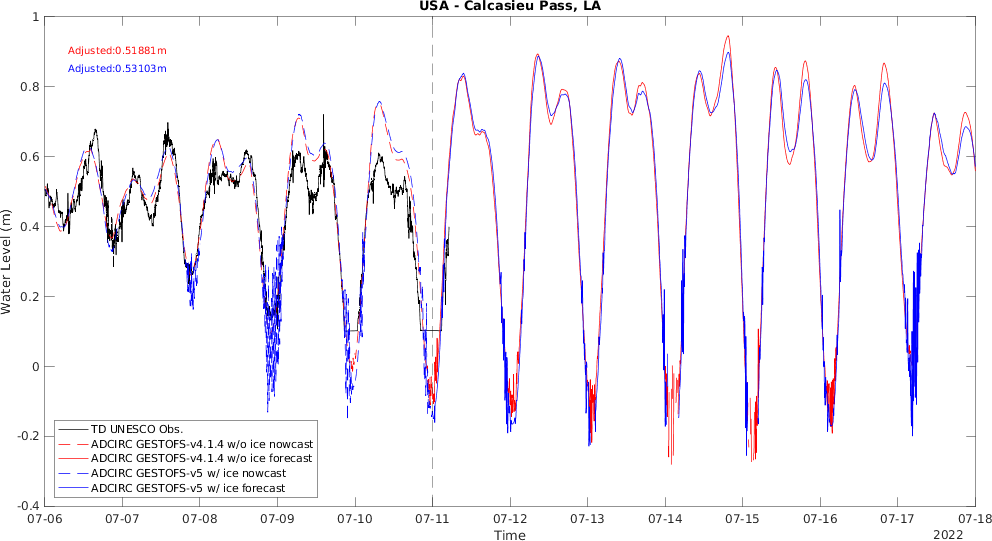 USA - Calcasieu Pass, LA
Adjusted:0.51881m
Adjusted:0.53103m
Water Level (m)
1
0.8
0.6
0.4
0.2
0
-0.2
-0.4
TD UNESCO Obs.
ADCIRC GESTOFS-v4.1.4 w/o ice nowcast
ADCIRC GESTOFS-v4.1.4 w/o ice forecast
ADCIRC GESTOFS-v5 w/ ice nowcast
ADCIRC GESTOFS-v5 w/ ice forecast
07-06 07-07 07-08 07-09 07-10 07-11 07-12 07-13 07-14 07-15 07-16 07-17 07-18
Time
2022